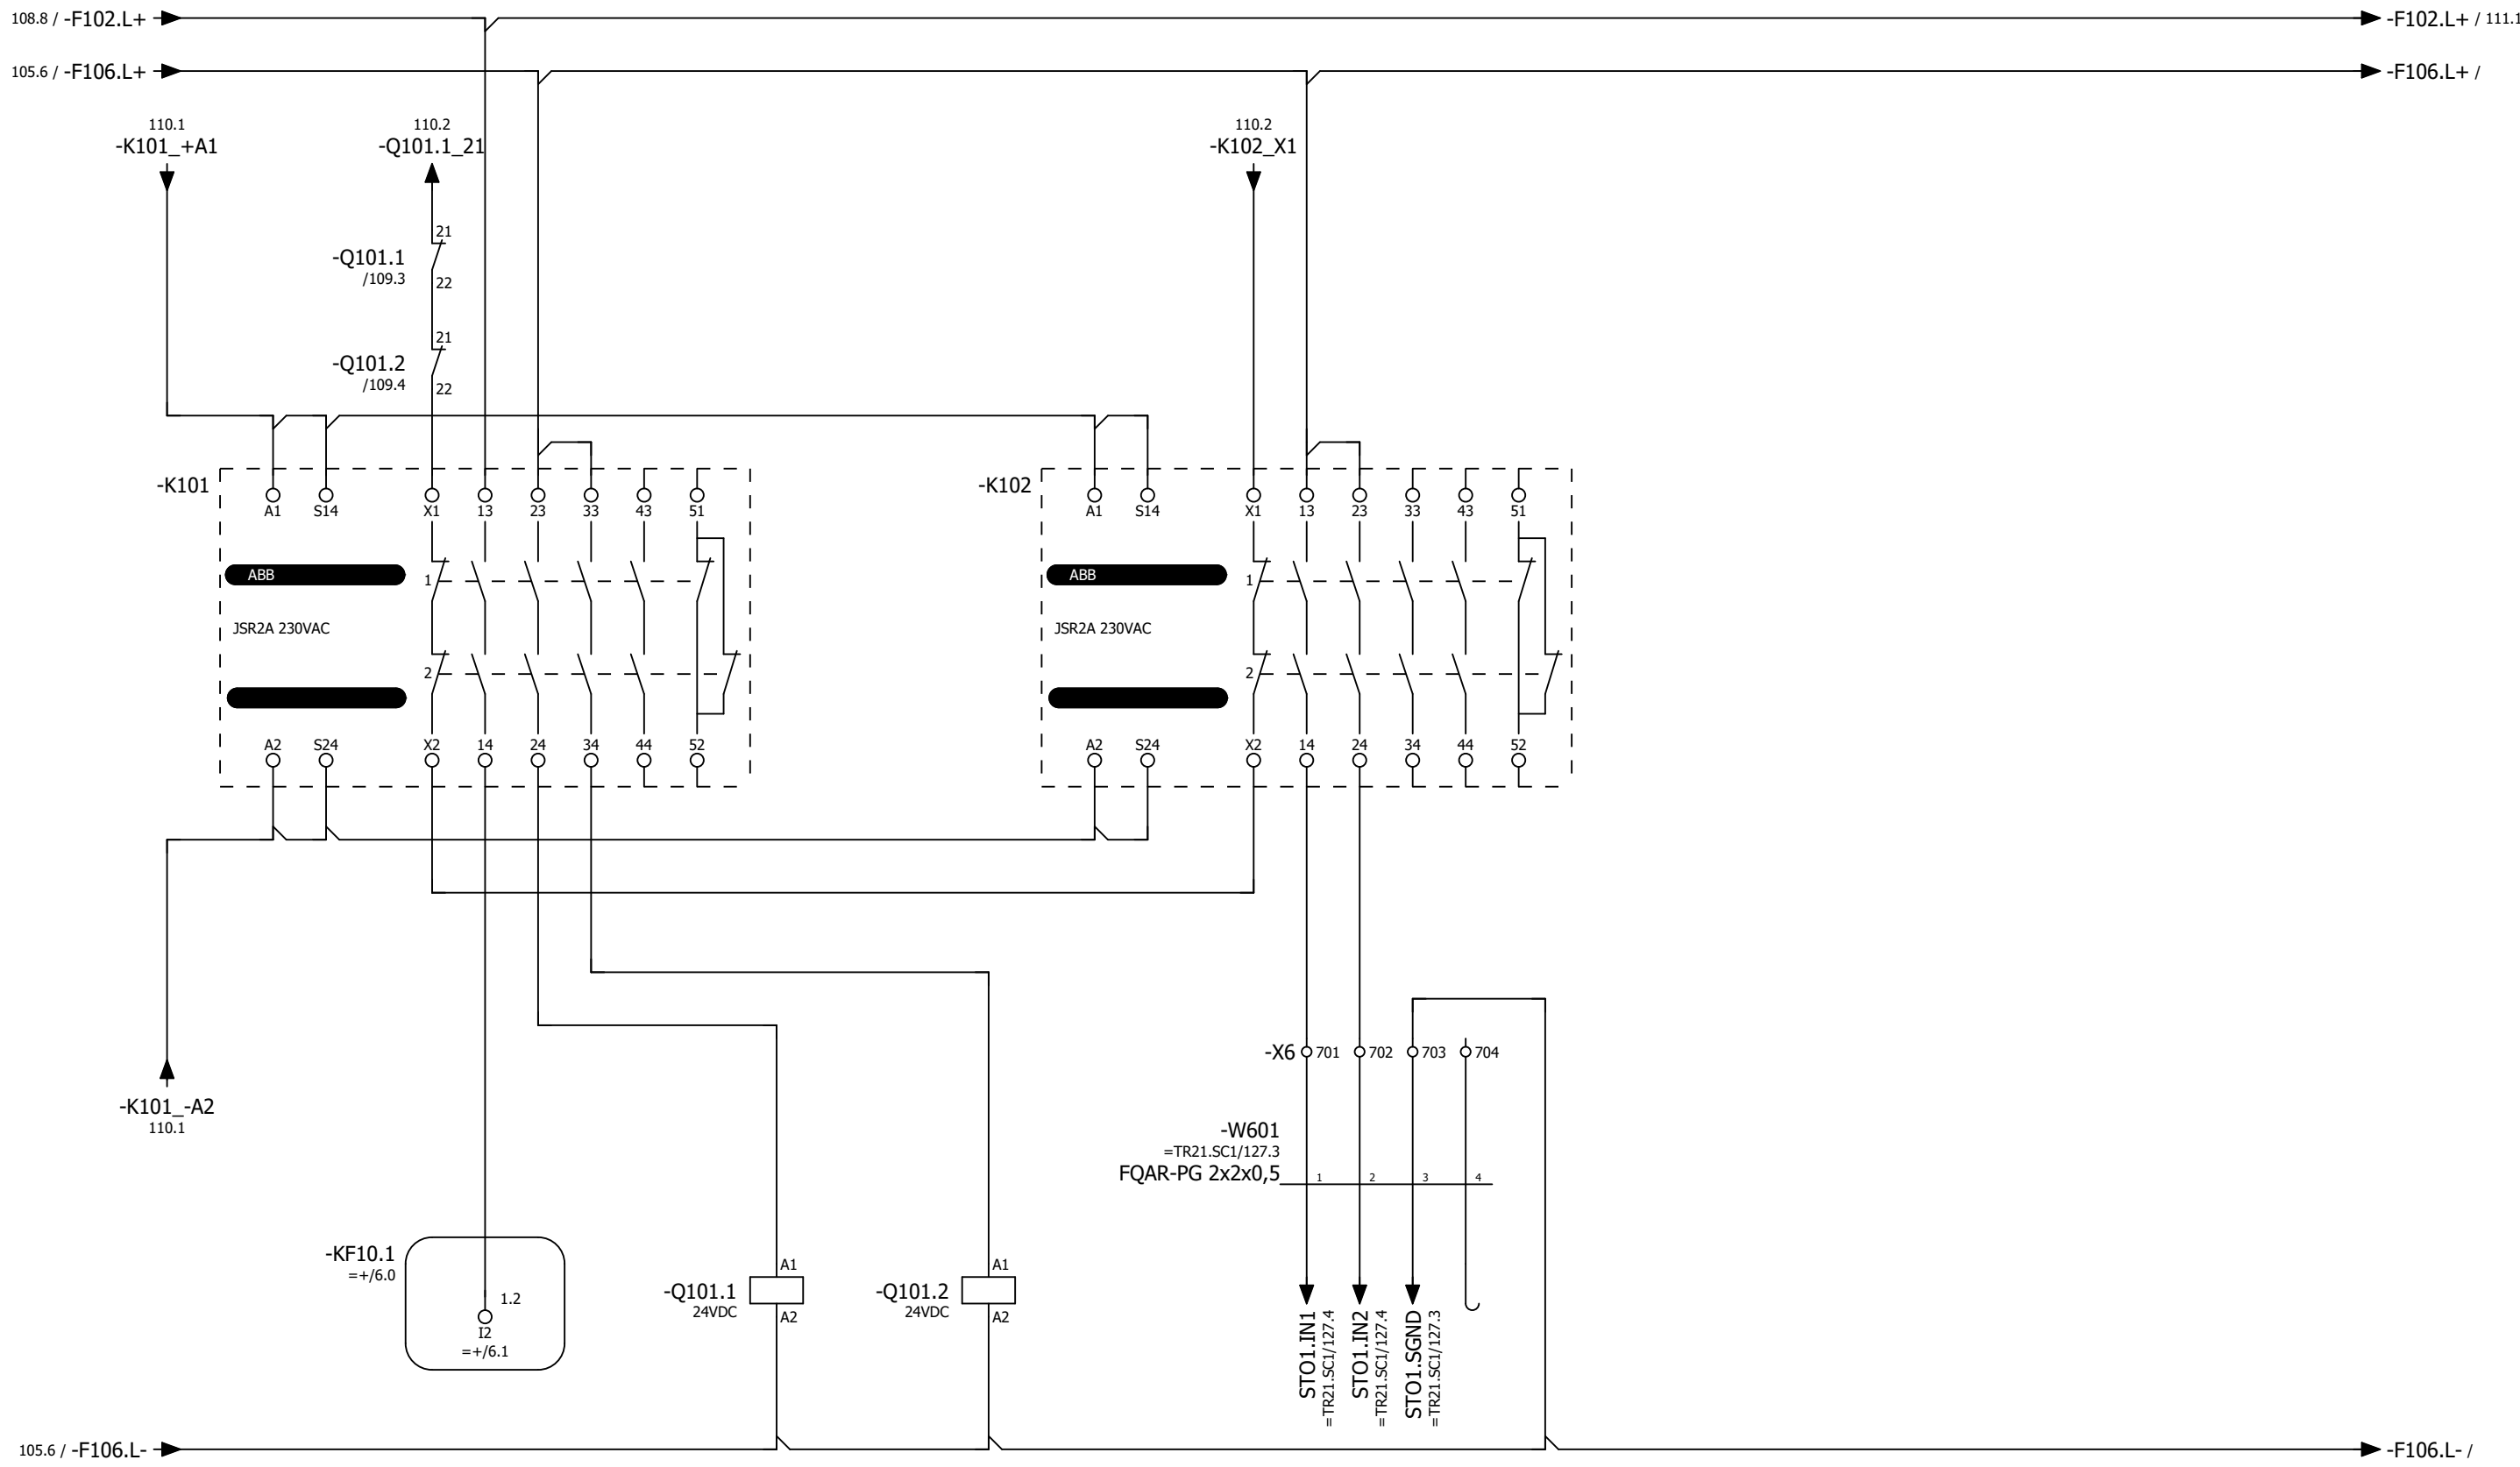 108.8 / -F102.L+
-F102.L+ / 111.1
105.6 / -F106.L+
-F106.L+ /
110.1
-K101_+A1
110.2
-Q101.1_21
110.2
-K102_X1
21
-Q101.1
/109.3
22
21
-Q101.2
/109.4
22
-K101
A1 S14 X1 13 23 33 43 51
ABB
1
JSR2A 230VAC
2
A2 S24 X2 14 24 34 44 52
-K102
A1 S14 X1 13 23 33 43 51
ABB
1
JSR2A 230VAC
2
A2 S24 X2 14 24 34 44 52
-K101_-A2
110.1
-X6 701 702 703 704
-W601
=TR21.SC1/127.3
FQAR-PG 2x2x0,5
1 2 3 4
-KF10.1
=+/6.0
1.2
I2
=+/6.1
A1
-Q101.1
24VDC
A2
A1
-Q101.2
24VDC
A2
STO1.IN1
=TR21.SC1/127.4
STO1.IN2
=TR21.SC1/127.4
STO1.SGND
=TR21.SC1/127.3
105.6 / -F106.L-
-F106.L- /